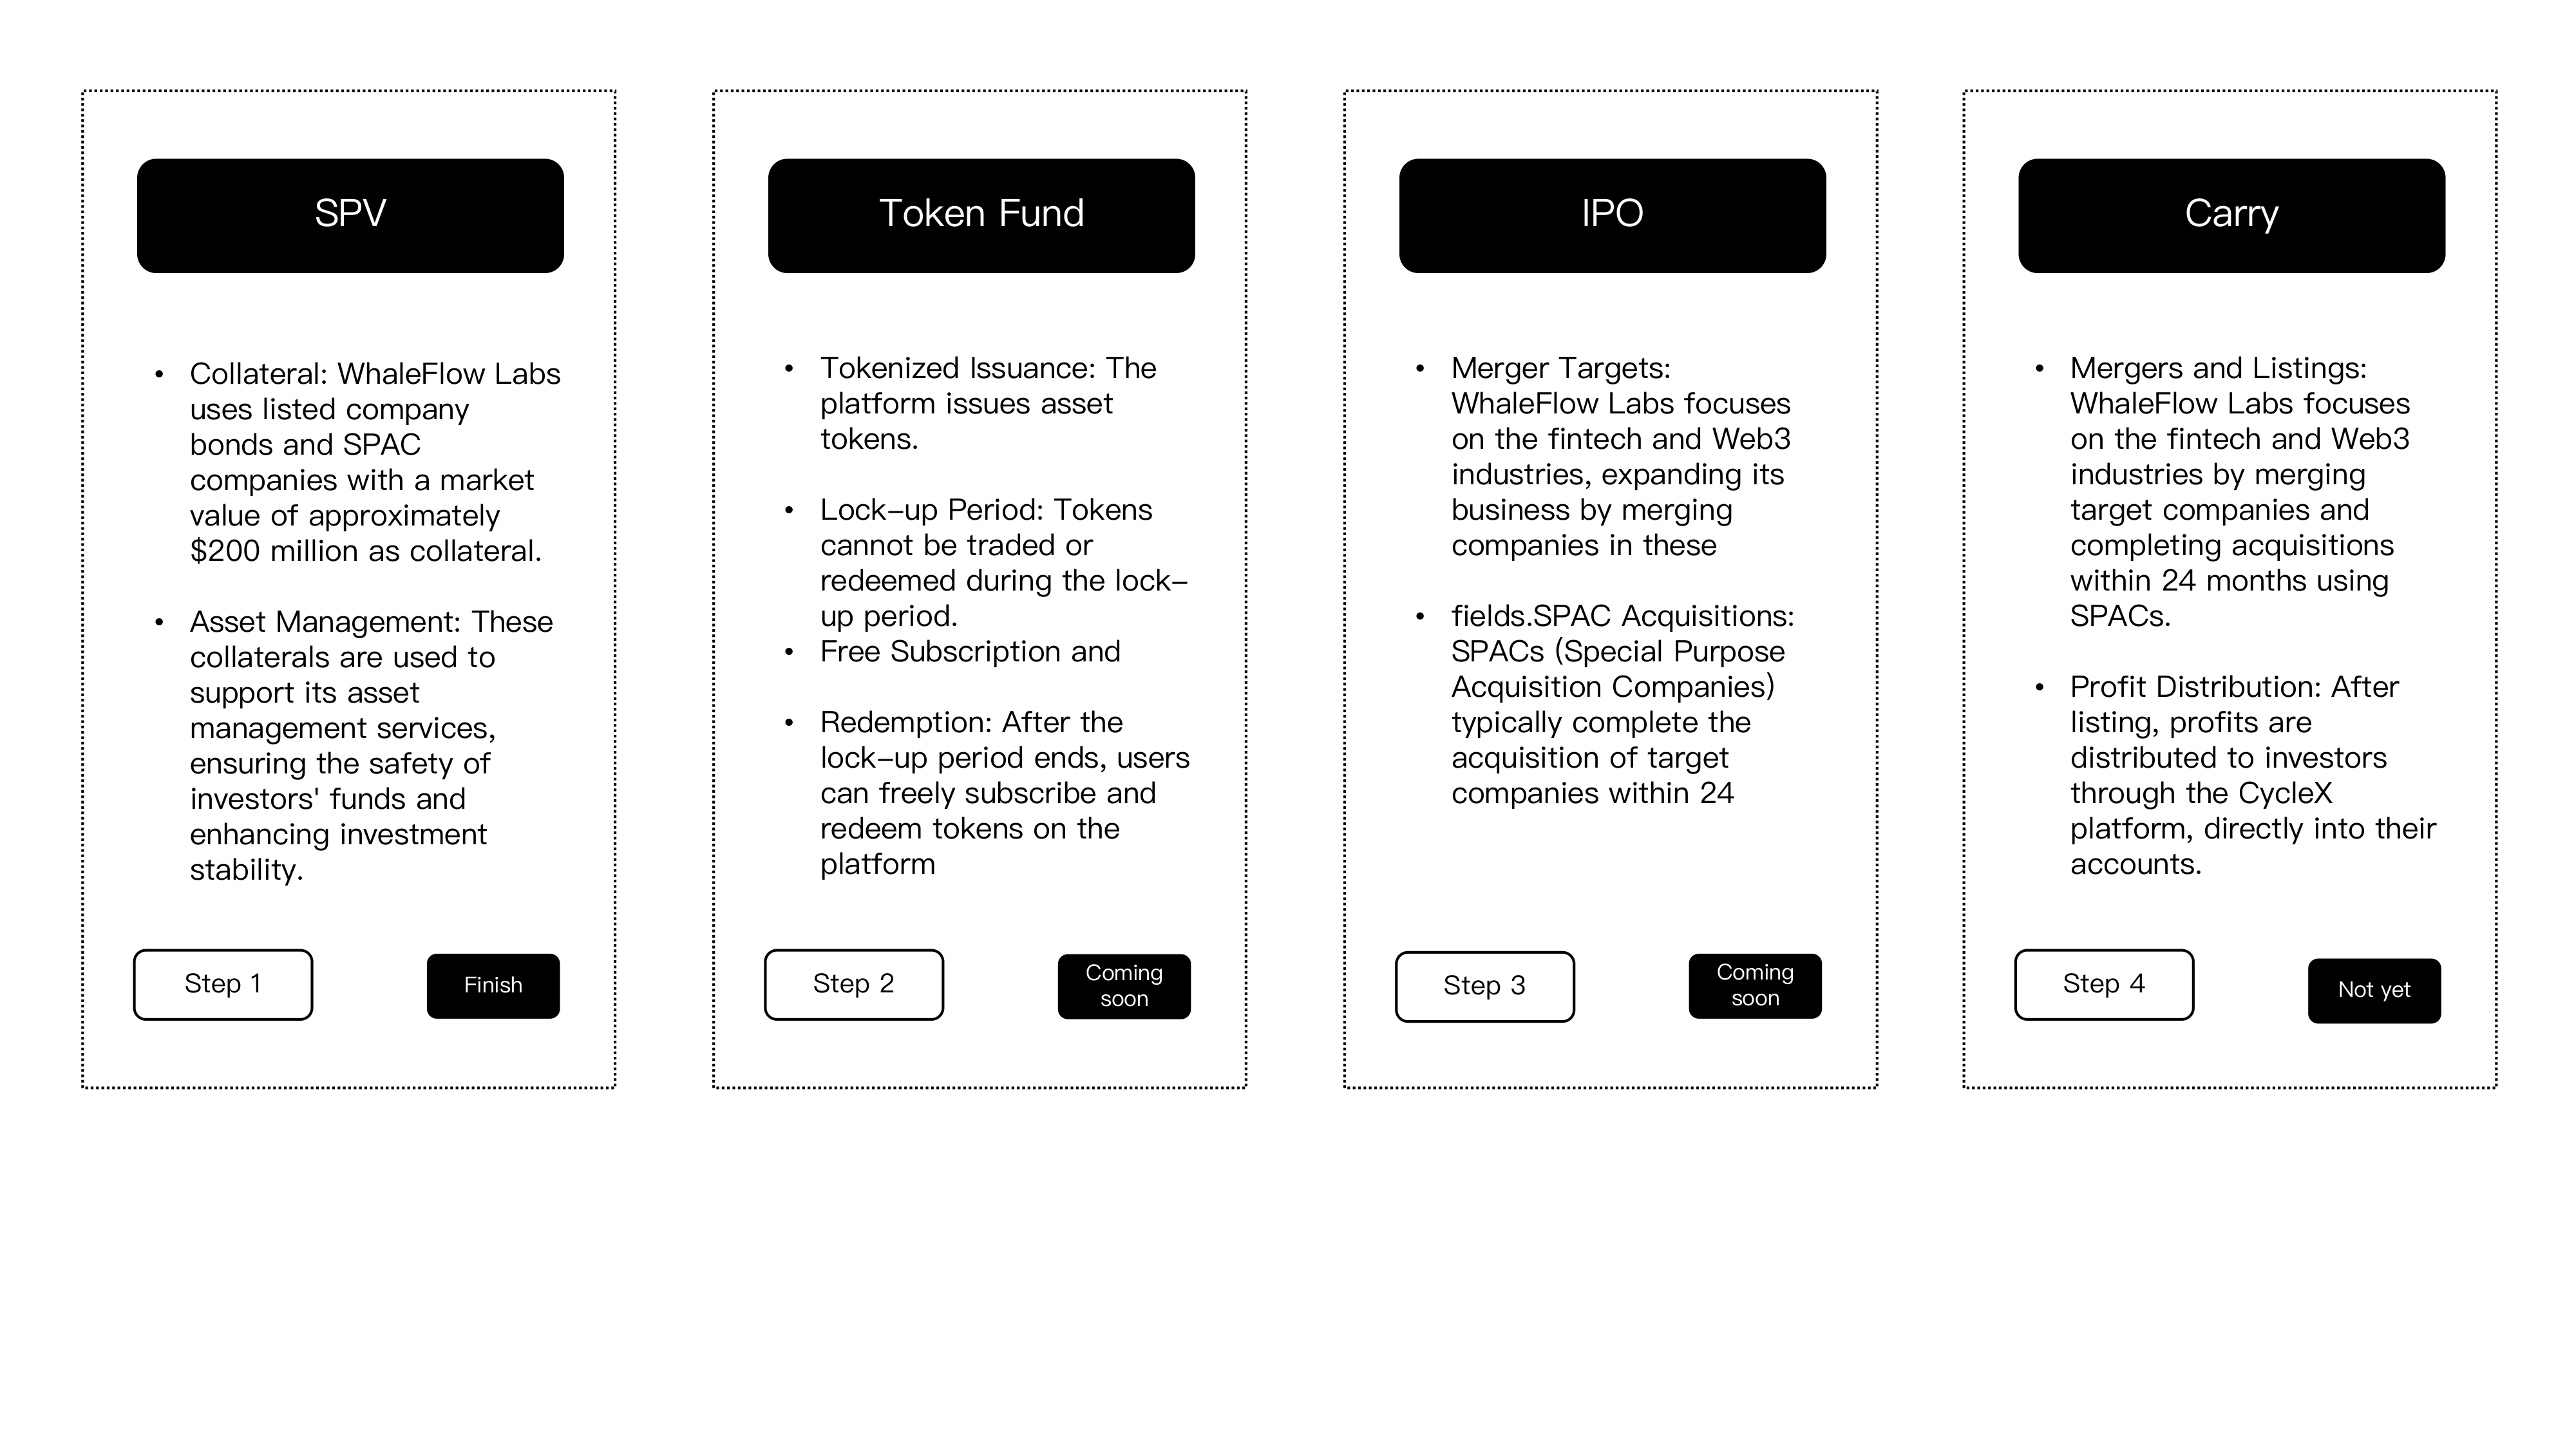 SPV
• Collateral: WhaleFlow Labs
uses listed company
bonds and SPAC
companies with a market
value of approximately
$200 million as collateral.
• Asset Management: These
collaterals are used to
support its asset
management services,
ensuring the safety of
investors' funds and
enhancing investment
stability.
Step 1
Finish
Token Fund
• Tokenized Issuance: The
platform issues asset
tokens.
• Lock-up Period: Tokens
cannot be traded or
redeemed during the lock-
up period.
• Free Subscription and
• Redemption: After the
lock-up period ends, users
can freely subscribe and
redeem tokens on the
platform
Step 2
Coming
soon
IPO
• Merger Targets:
WhaleFlow Labs focuses
on the fintech and Web3
industries, expanding its
business by merging
companies in these
• fields.SPAC Acquisitions:
SPACs (Special Purpose
Acquisition Companies)
typically complete the
acquisition of target
companies within 24
Step 3
Coming
soon
Carry
• Mergers and Listings:
WhaleFlow Labs focuses
on the fintech and Web3
industries by merging
target companies and
completing acquisitions
within 24 months using
SPACs.
• Profit Distribution: After
listing, profits are
distributed to investors
through the CycleX
platform, directly into their
accounts.
Step 4
Not yet